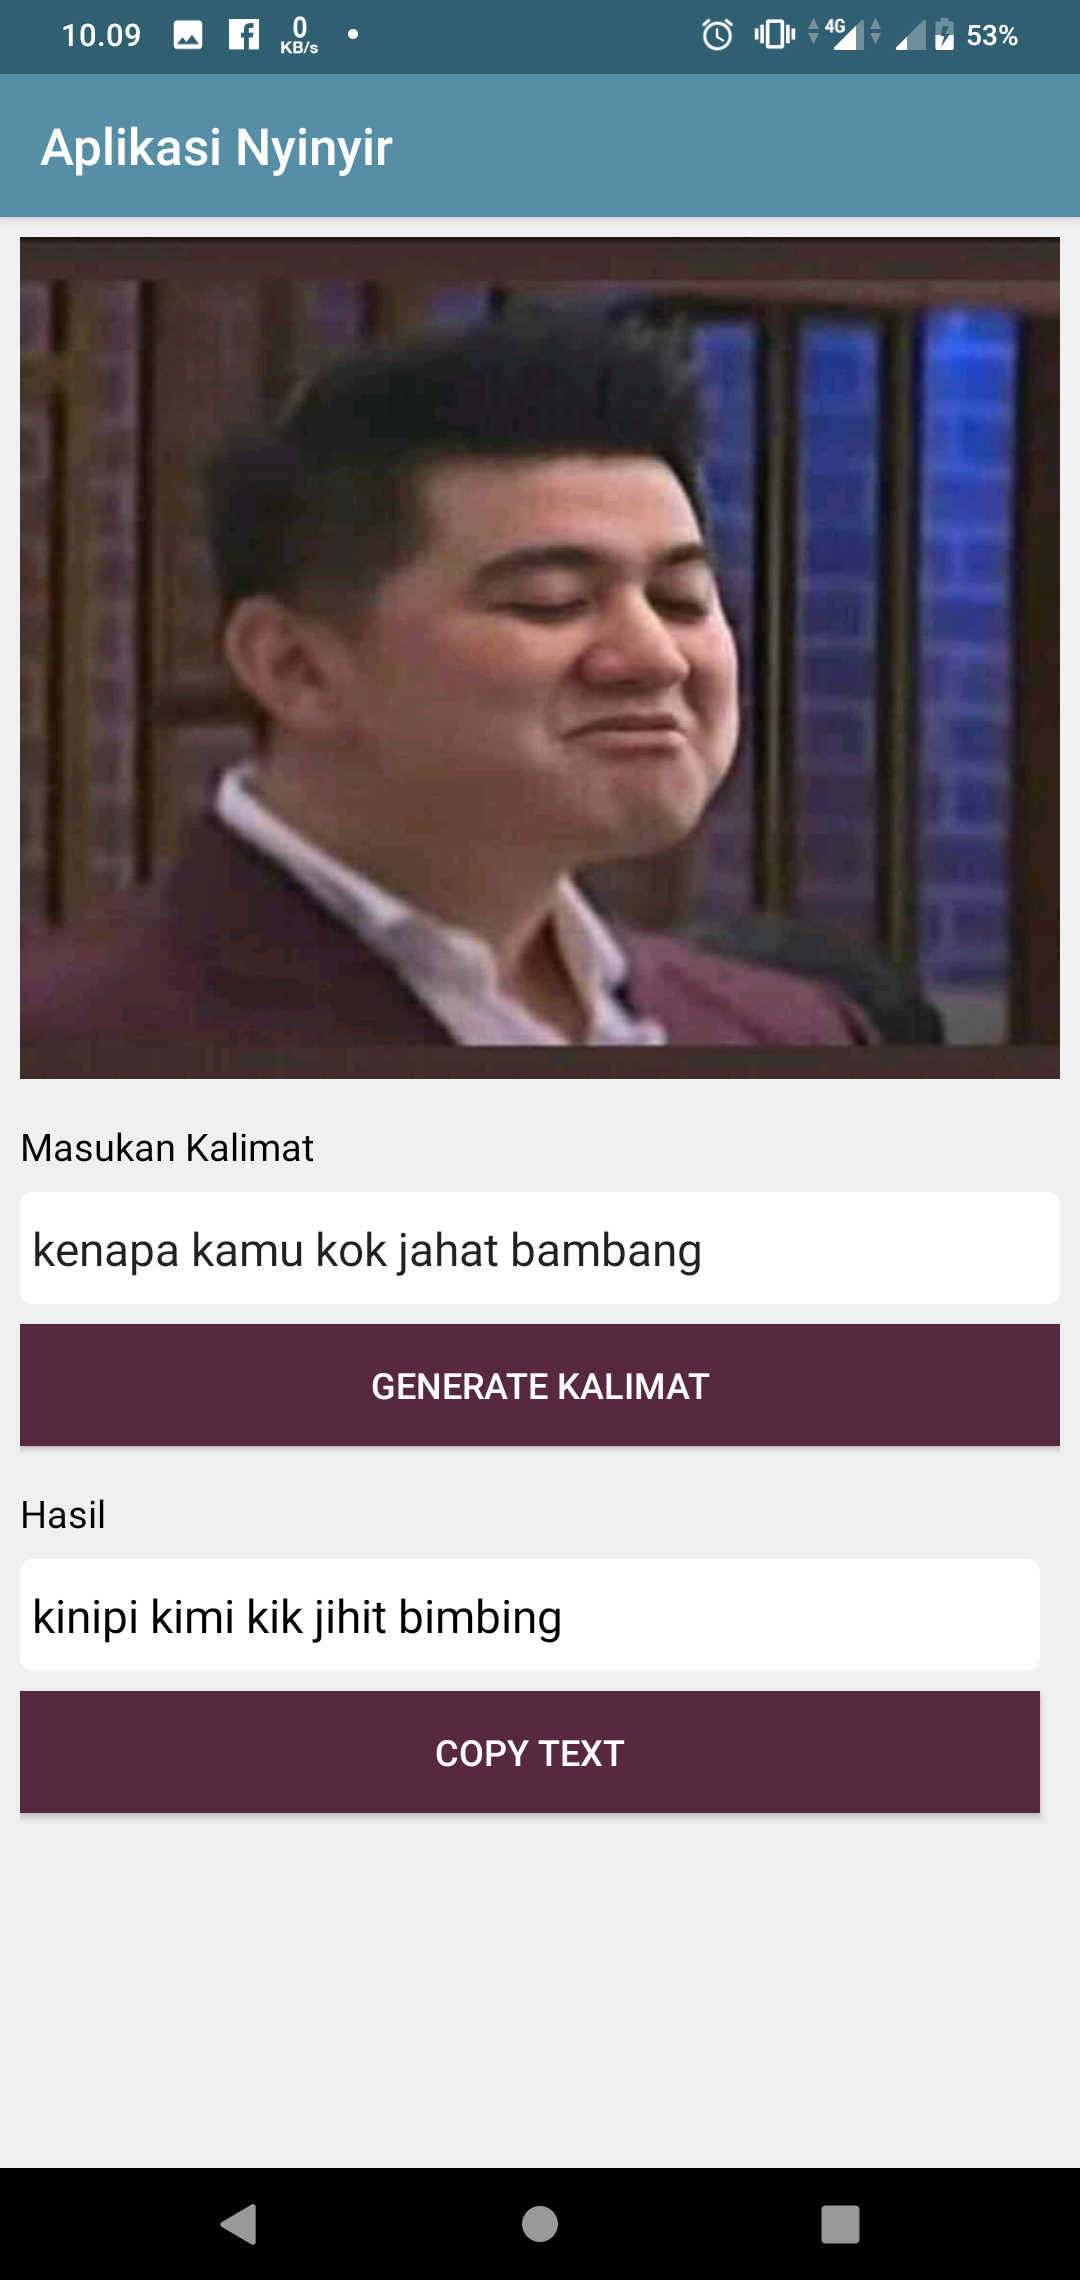 10.09
0
KB/s
4G
53%
Aplikasi Nyinyir
Masukan Kalimat
kenapa kamu kok jahat bambang
GENERATE KALIMAT
Hasil
kinipi kimi kik jihit bimbing
COPY TEXT